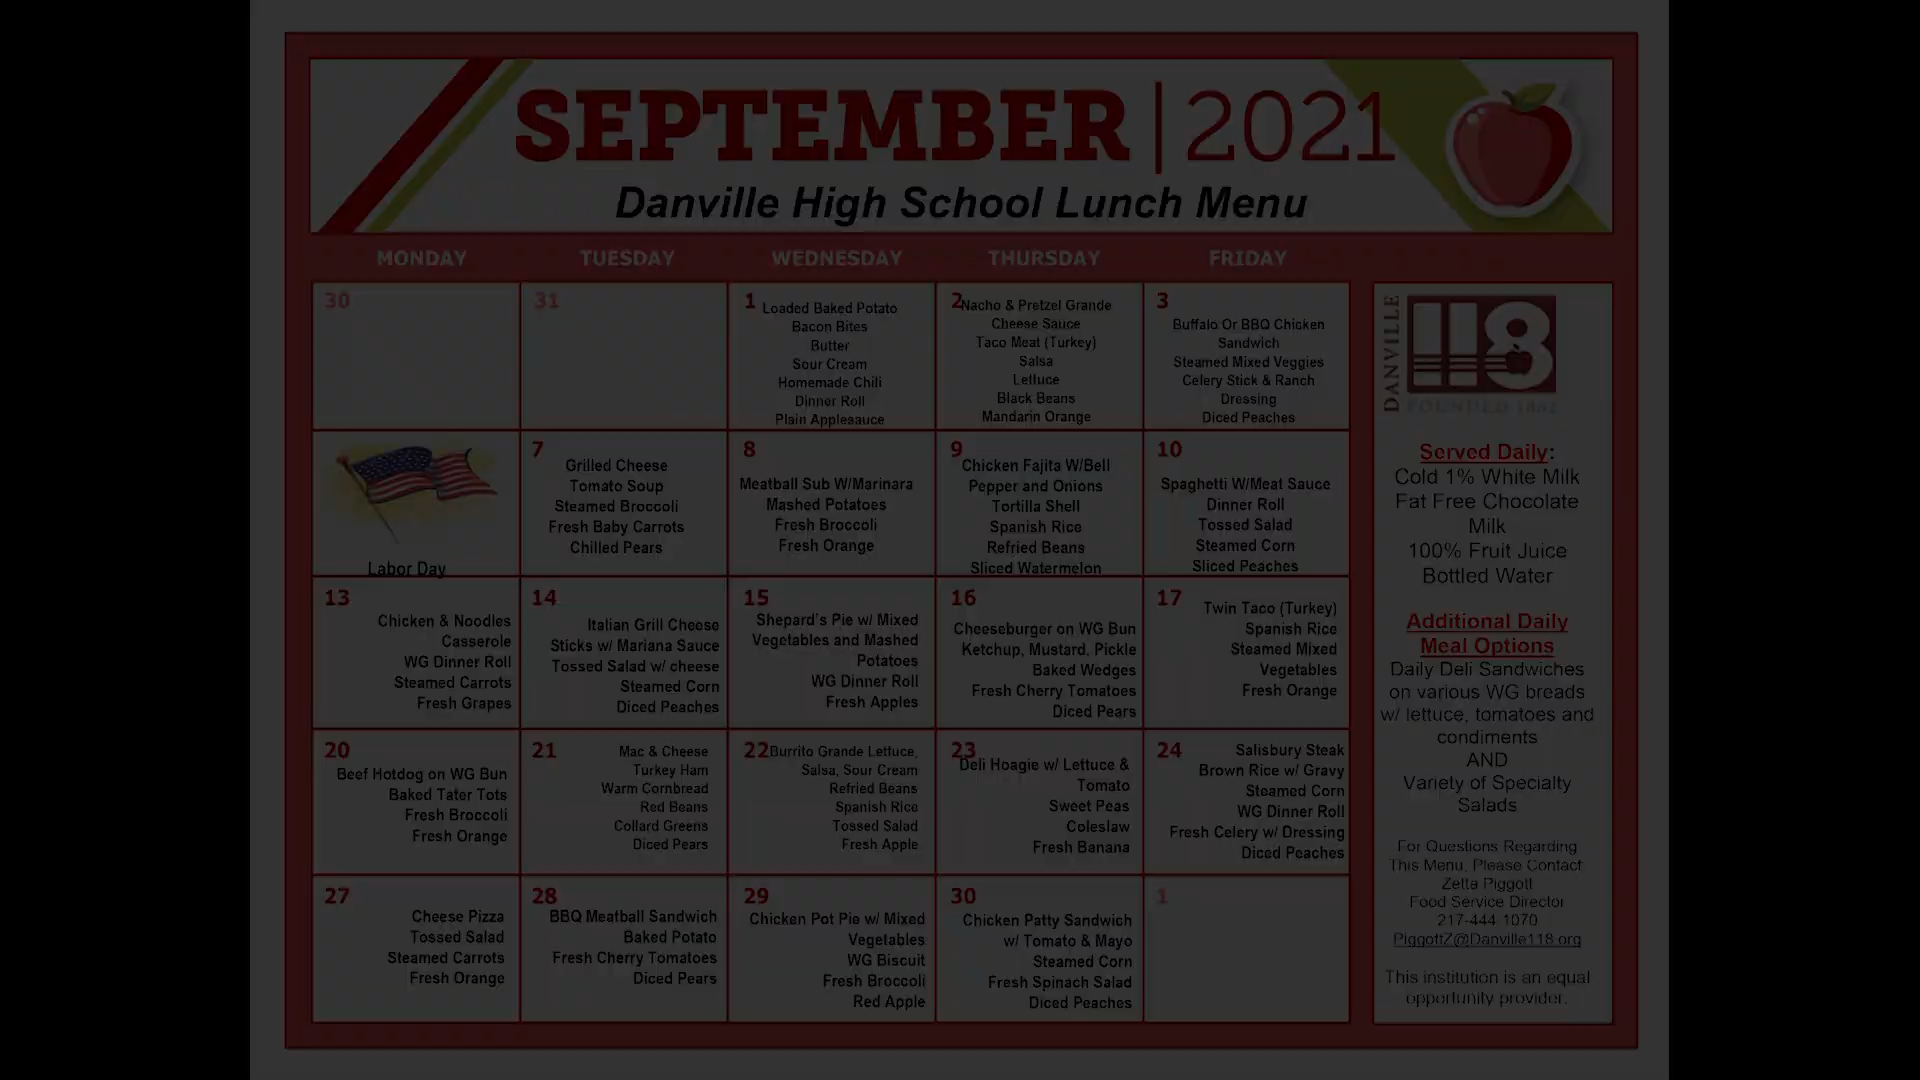 SEPTEMBER | 2021
Danville High School Lunch Menu
MONDAY
TUESDAY
WEDNESDAY
THURSDAY
FRIDAY
30
31
1
Loaded Baked Potato
Bacon Bites
Butter
Sour Cream
Homemade Chili
Dinner Roll
Plain Applesauce
2
Nacho & Pretzel Grande
Cheese Sauce
Taco Meat (Turkey)
Salsa
Lettuce
Black Beans
Mandarin Orange
3
Buffalo Or BBQ Chicken
Sandwich
Steamed Mixed Veggies
Celery Stick & Ranch
Dressing
Diced Peaches
Labor Day
7
Grilled Cheese
Tomato Soup
Steamed Broccoli
Fresh Baby Carrots
Chilled Pears
8
Meatball Sub W/Marinara
Mashed Potatoes
Fresh Broccoli
Fresh Orange
9
Chicken Fajita W/Bell
Pepper and Onions
Tortilla Shell
Spanish Rice
Refried Beans
Sliced Watermelon
10
Spaghetti W/Meat Sauce
Dinner Roll
Tossed Salad
Steamed Corn
Sliced Peaches
13
Chicken & Noodles
Casserole
WG Dinner Roll
Steamed Carrots
Fresh Grapes
14
Italian Grill Cheese
Sticks w/ Mariana Sauce
Tossed Salad w/ cheese
Steamed Corn
Diced Peaches
15
Shepard's Pie w/ Mixed
Vegetables and Mashed
Potatoes
WG Dinner Roll
Fresh Apples
16
Cheeseburger on WG Bun
Ketchup, Mustard, Pickle
Baked Wedges
Fresh Cherry Tomatoes
Diced Pears
17
Twin Taco (Turkey)
Spanish Rice
Steamed Mixed
Vegetables
Fresh Orange
20
Beef Hotdog on WG Bun
Baked Tater Tots
Fresh Broccoli
Fresh Orange
21
Mac & Cheese
Turkey Ham
Warm Cornbread
Red Beans
Collard Greens
Diced Pears
22
Burrito Grande Lettuce,
Salsa, Sour Cream
Refried Beans
Spanish Rice
Tossed Salad
Fresh Apple
23
Deli Hoagie w/ Lettuce &
Tomato
Sweet Peas
Coleslaw
Fresh Banana
24
Salisbury Steak
Brown Rice w/ Gravy
Steamed Corn
WG Dinner Roll
Fresh Celery w/ Dressing
Diced Peaches
27
Cheese Pizza
Tossed Salad
Steamed Carrots
Fresh Orange
28
BBQ Meatball Sandwich
Baked Potato
Fresh Cherry Tomatoes
Diced Pears
29
Chicken Pot Pie w/ Mixed
Vegetables
WG Biscuit
Fresh Broccoli
Red Apple
30
Chicken Patty Sandwich
w/ Tomato & Mayo
Steamed Corn
Fresh Spinach Salad
Diced Peaches
1
DANVILLE
118
FOUNDED 1882
Served Daily:
Cold 1% White Milk
Fat Free Chocolate
Milk
100% Fruit Juice
Bottled Water
Additional Daily
Meal Options
Daily Deli Sandwiches
on various WG breads
w/ lettuce, tomatoes and
condiments
AND
Variety of Specialty
Salads
For Questions Regarding
This Menu, Please Contact
Zetta Piggott
Food Service Director
217-444-1070
PiggottZ@Danville118.org
This institution is an equal
opportunity provider.